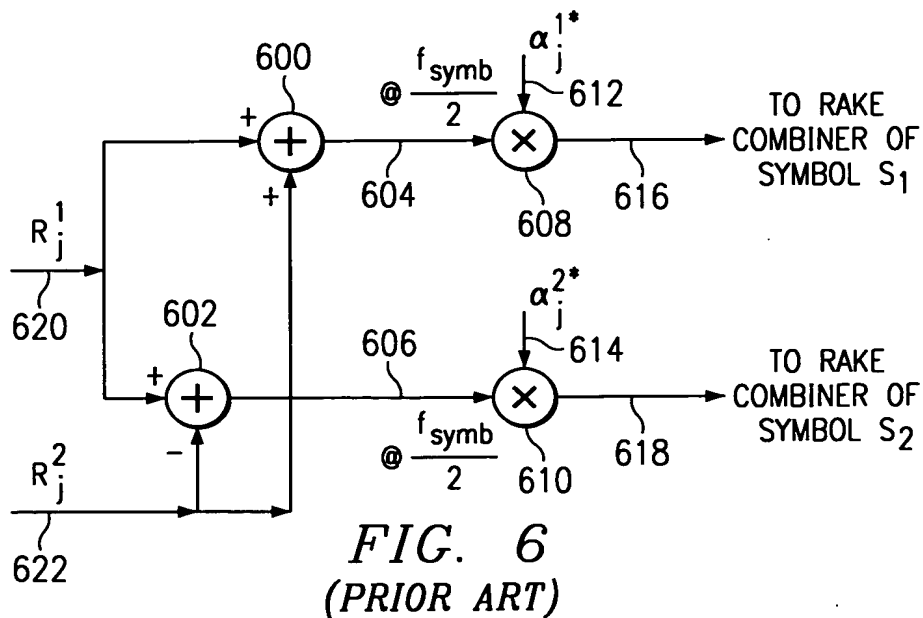 600
+
+
+
@ f_symb / 2
604
α_j^1*
612
×
608
616
TO RAKE
COMBINER OF
SYMBOL S₁
R_j^1
620
602
+
+
−
606
@ f_symb / 2
α_j^2*
614
×
610
618
TO RAKE
COMBINER OF
SYMBOL S₂
R_j^2
622
FIG. 6
(PRIOR ART)